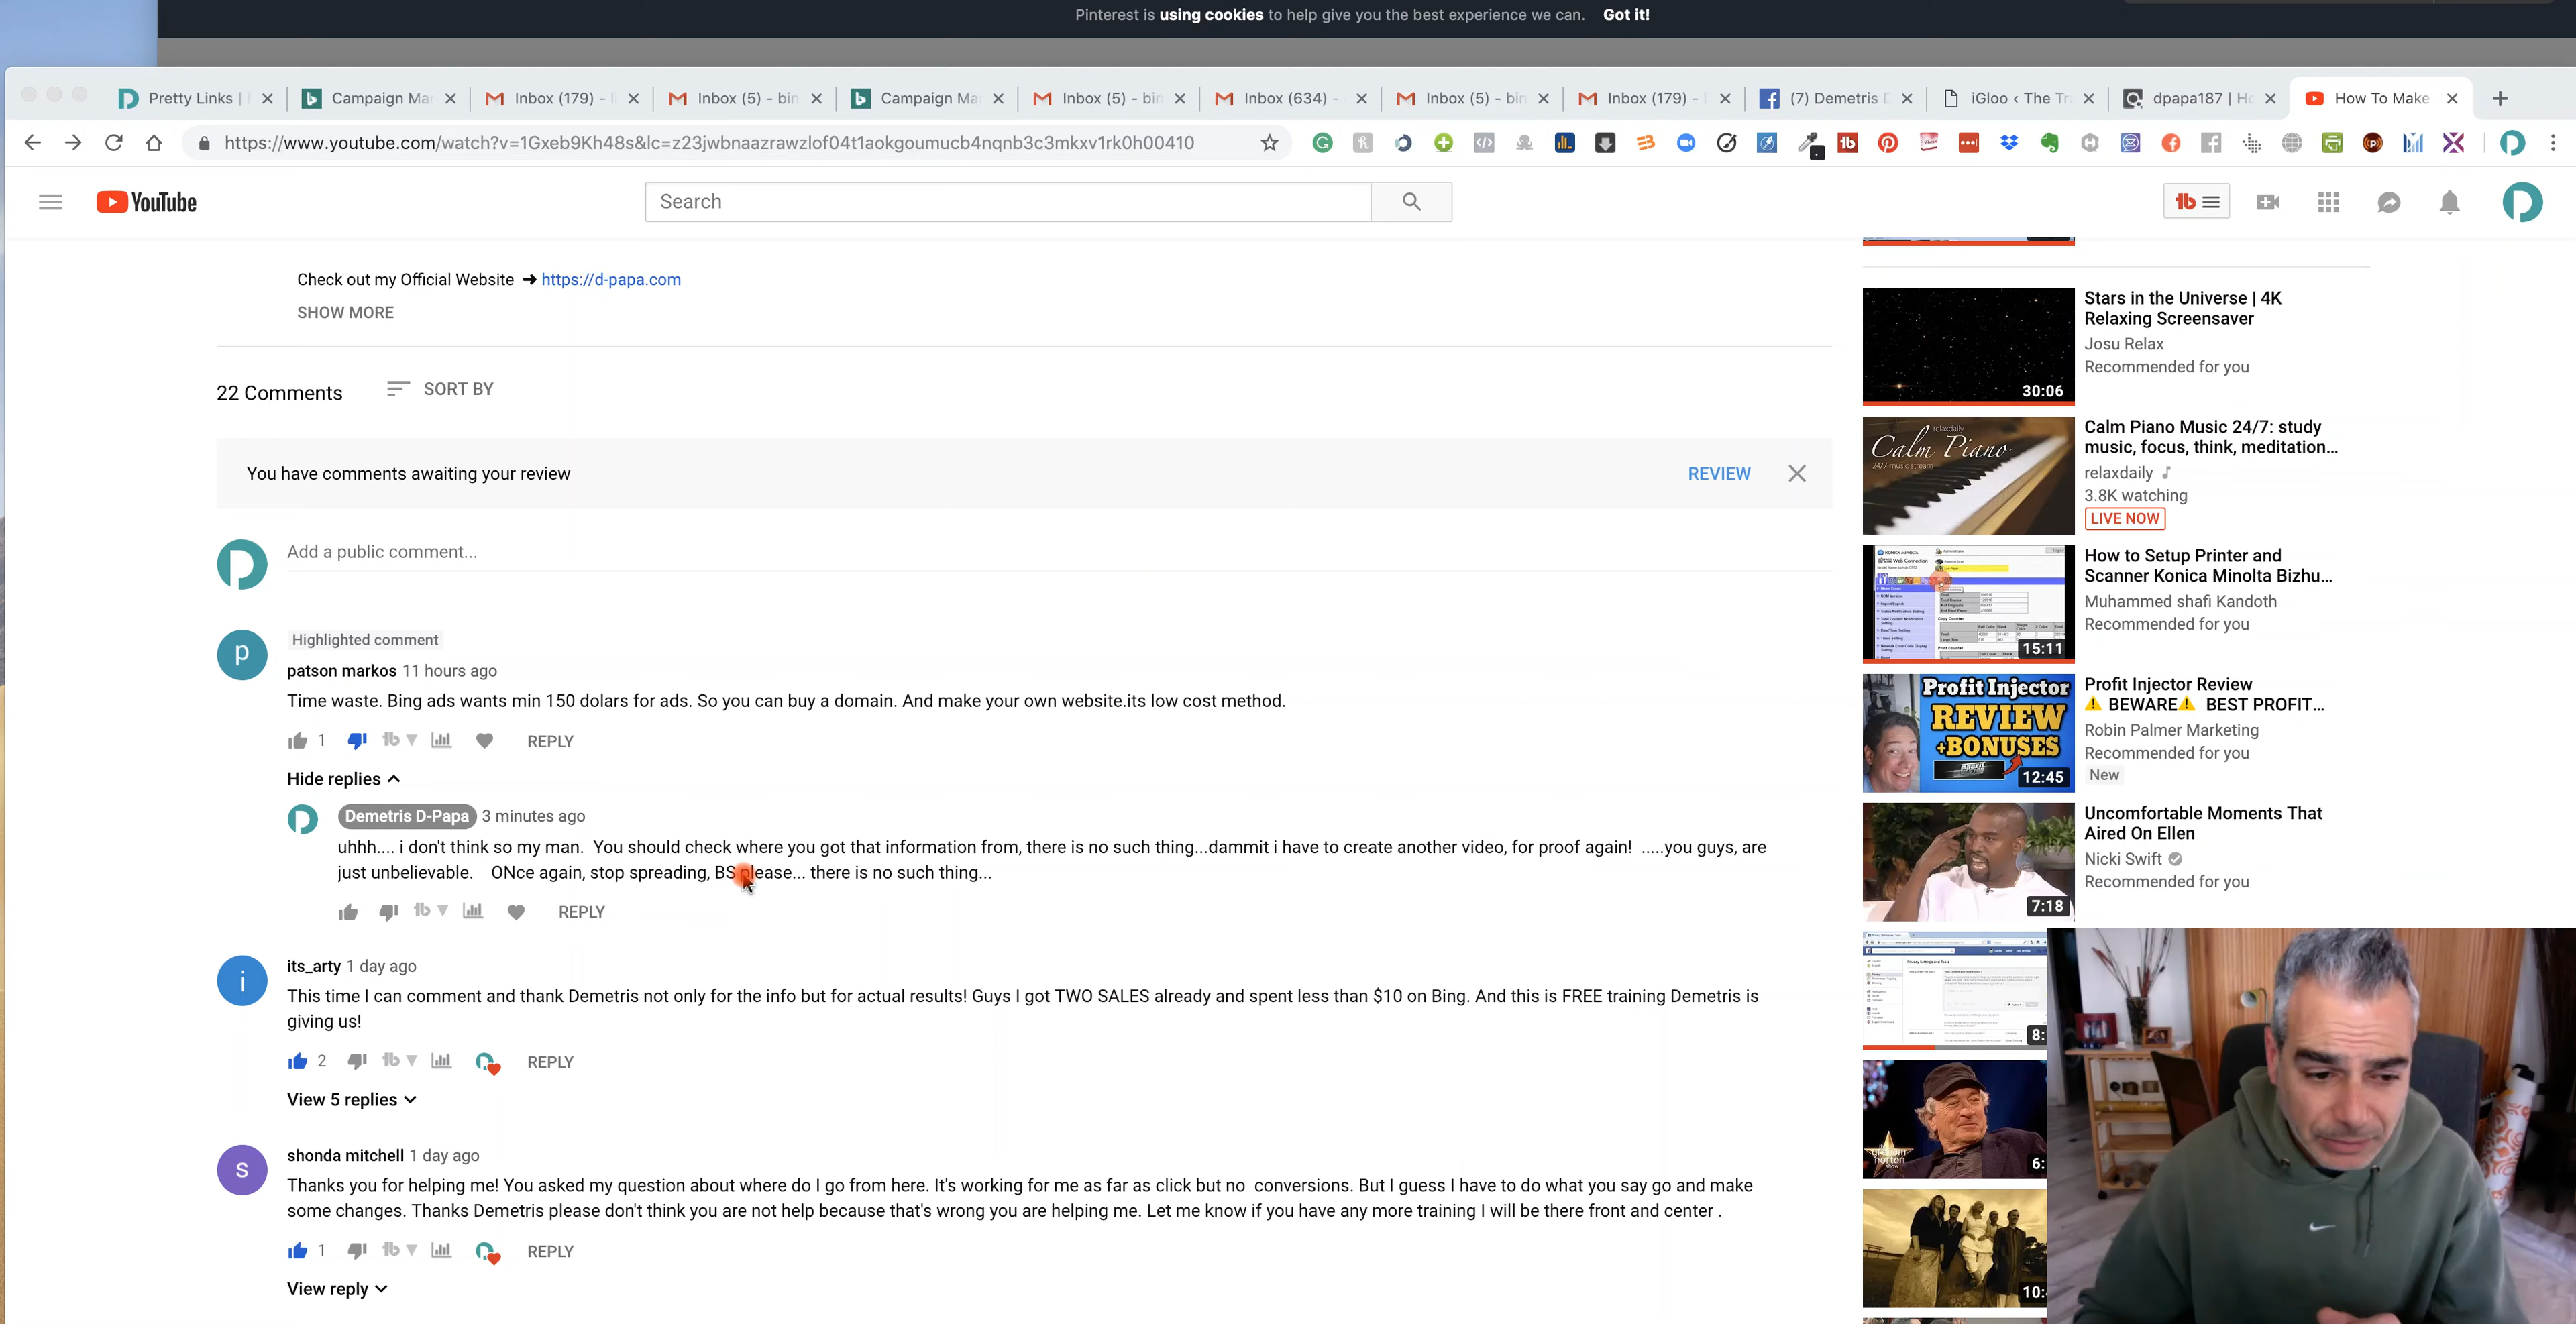 Pinterest is using cookies to help give you the best experience we can. Got it!
Pretty Links |
Campaign Mar
Inbox (179) -
Inbox (5) - bin
Campaign Ma
Inbox (5) - bin
Inbox (634) -
Inbox (5) - bin
Inbox (179) -
(7) Demetris D
iGloo ‹ The Tr
dpapa187 | Ho
How To Make
https://www.youtube.com/watch?v=1Gxeb9Kh48s&lc=z23jwbnaazrawzlof04t1aokgoumucb4nqnb3c3mkxv1rk0h00410
YouTube
Search
Check out my Official Website ➜ https://d-papa.com
SHOW MORE
22 Comments
SORT BY
You have comments awaiting your review
REVIEW
Add a public comment...
Highlighted comment
p
patson markos 11 hours ago
Time waste. Bing ads wants min 150 dolars for ads. So you can buy a domain. And make your own website.its low cost method.
1
REPLY
Hide replies
Demetris D-Papa 3 minutes ago
uhhh.... i don't think so my man. You should check where you got that information from, there is no such thing...dammit i have to create another video, for proof again! .....you guys, are
just unbelievable. ONce again, stop spreading, BS please... there is no such thing...
REPLY
i
its_arty 1 day ago
This time I can comment and thank Demetris not only for the info but for actual results! Guys I got TWO SALES already and spent less than $10 on Bing. And this is FREE training Demetris is
giving us!
2
REPLY
View 5 replies
s
shonda mitchell 1 day ago
Thanks you for helping me! You asked my question about where do I go from here. It's working for me as far as click but no conversions. But I guess I have to do what you say go and make
some changes. Thanks Demetris please don't think you are not help because that's wrong you are helping me. Let me know if you have any more training I will be there front and center .
1
REPLY
View reply
Stars in the Universe | 4K
Relaxing Screensaver
Josu Relax
Recommended for you
30:06
relaxdaily
Calm Piano
24/7 music stream
Calm Piano Music 24/7: study
music, focus, think, meditation...
relaxdaily
3.8K watching
LIVE NOW
15:11
How to Setup Printer and
Scanner Konica Minolta Bizhu...
Muhammed shafi Kandoth
Recommended for you
Profit Injector
REVIEW
+BONUSES
12:45
Profit Injector Review
⚠️ BEWARE⚠️ BEST PROFIT...
Robin Palmer Marketing
Recommended for you
New
7:18
Uncomfortable Moments That
Aired On Ellen
Nicki Swift
Recommended for you
8:
6:
10: